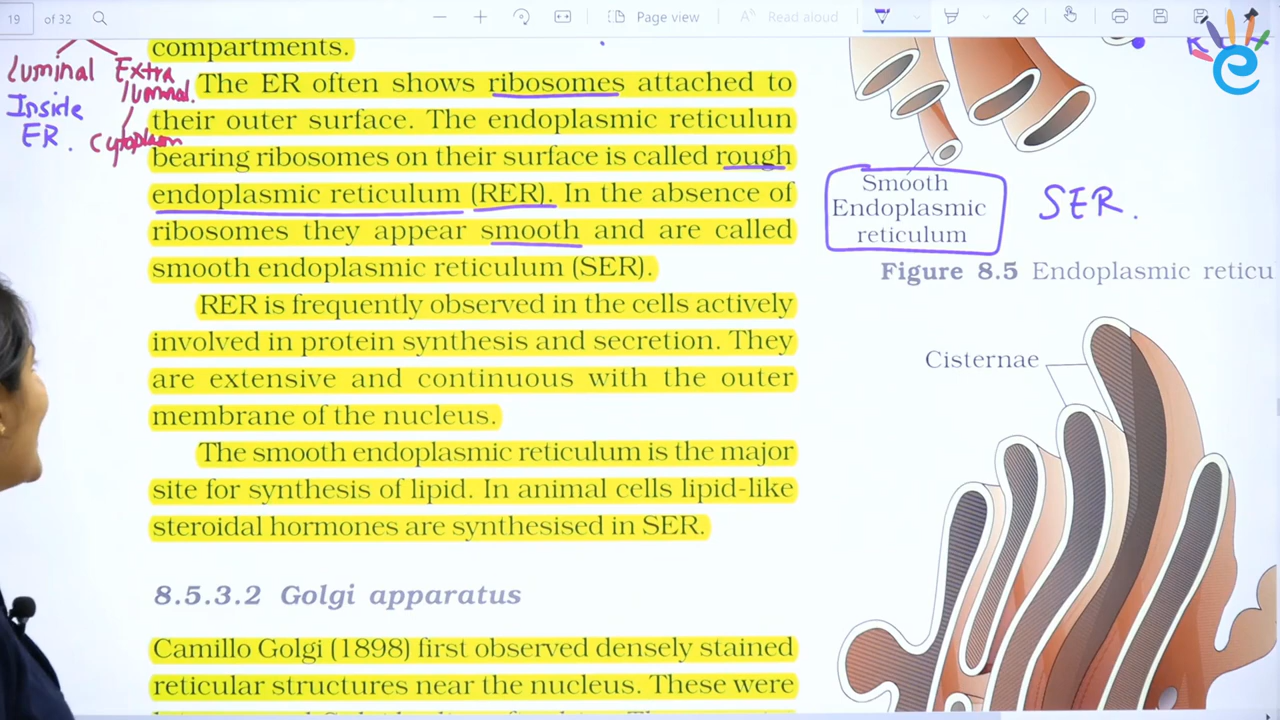 19 of 32 Page view Read aloud
compartments.
Luminal Extra luminal.
Inside ER. Cytoplasm
The ER often shows ribosomes attached to
their outer surface. The endoplasmic reticulun
bearing ribosomes on their surface is called rough
endoplasmic reticulum (RER). In the absence of
ribosomes they appear smooth and are called
smooth endoplasmic reticulum (SER).
RER is frequently observed in the cells actively
involved in protein synthesis and secretion. They
are extensive and continuous with the outer
membrane of the nucleus.
The smooth endoplasmic reticulum is the major
site for synthesis of lipid. In animal cells lipid-like
steroidal hormones are synthesised in SER.
8.5.3.2 Golgi apparatus
Camillo Golgi (1898) first observed densely stained
reticular structures near the nucleus. These were
Smooth
Endoplasmic
reticulum
SER.
Figure 8.5 Endoplasmic reticu
Cisternae